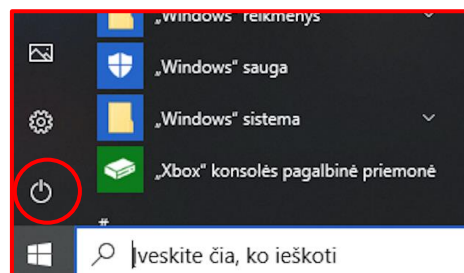 „Windows“ reikmenys
„Windows“ sauga
„Windows“ sistema
„Xbox“ konsolės pagalbinė priemonė
#
Įveskite čia, ko ieškoti